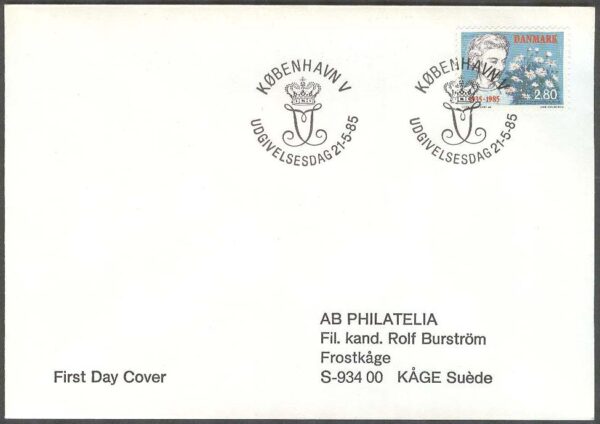 KØBENHAVN V
UDGIVELSESDAG 21-5-85
KØBENHAVN V
UDGIVELSESDAG 21-5-85
DANMARK
1935-1985
2.80
AB PHILATELIA
Fil. kand. Rolf Burström
Frostkåge
S-934 00 KÅGE Suède
First Day Cover